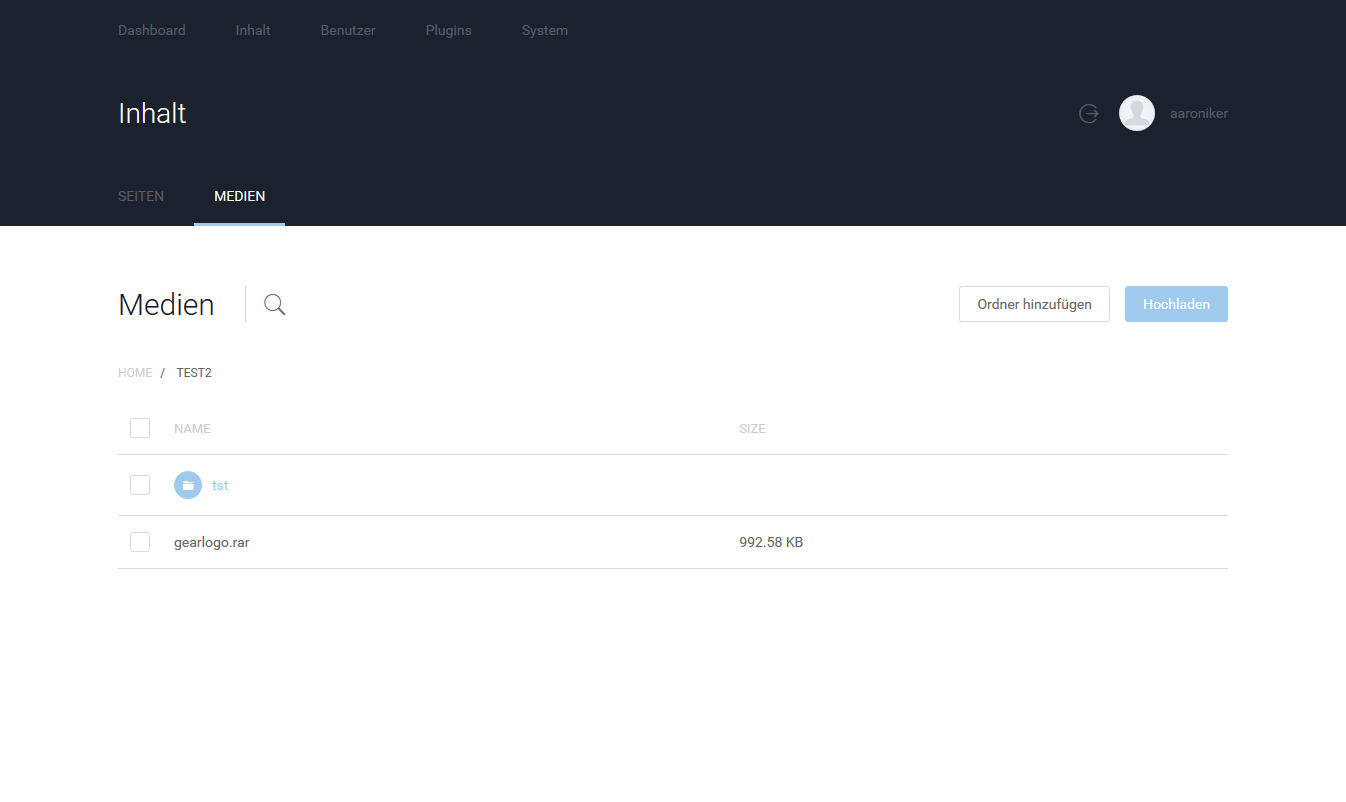 Dashboard Inhalt Benutzer Plugins System
Inhalt
aaroniker
SEITEN MEDIEN
Medien
Ordner hinzufügen Hochladen
HOME / TEST2
NAME SIZE
tst
gearlogo.rar 992.58 KB